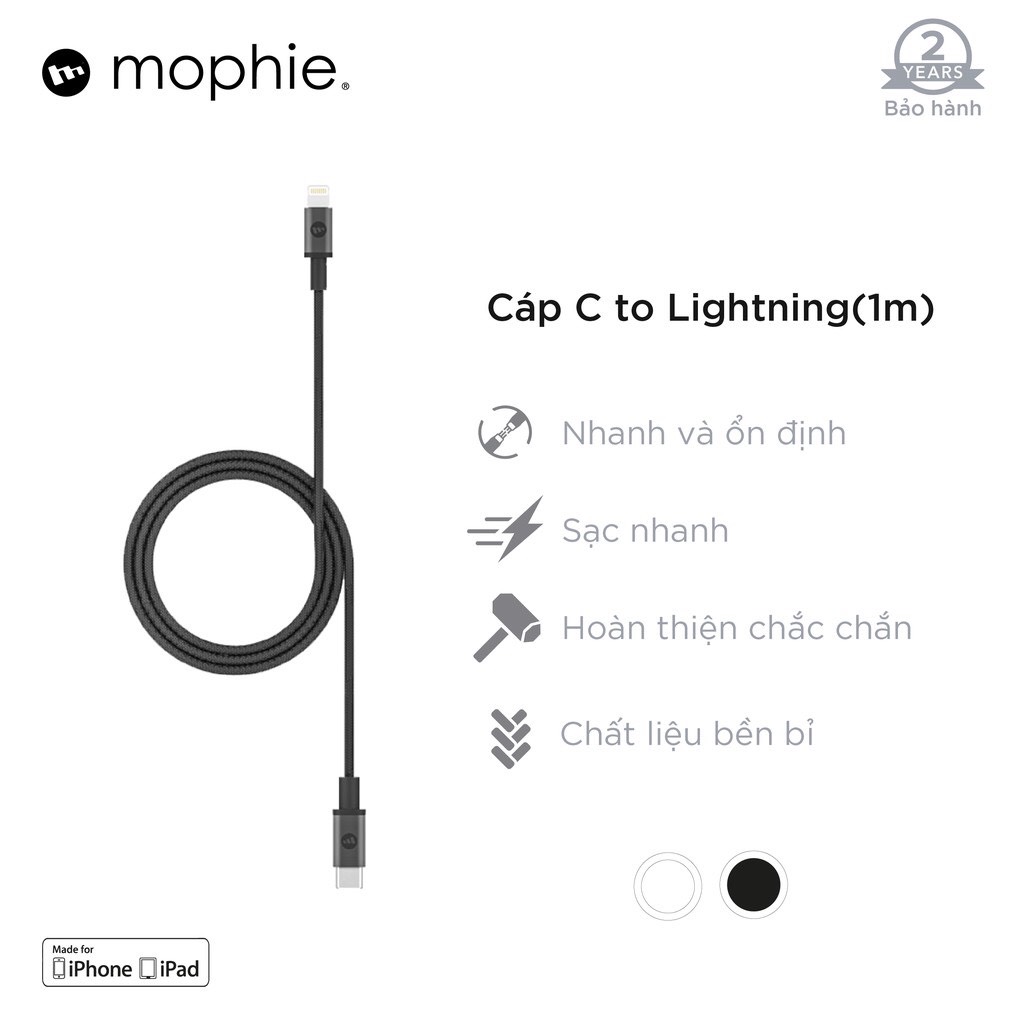 mophie®
2
YEARS
Bảo hành
Cáp C to Lightning(1m)
Nhanh và ổn định
Sạc nhanh
Hoàn thiện chắc chắn
Chất liệu bền bỉ
Made for
iPhone iPad